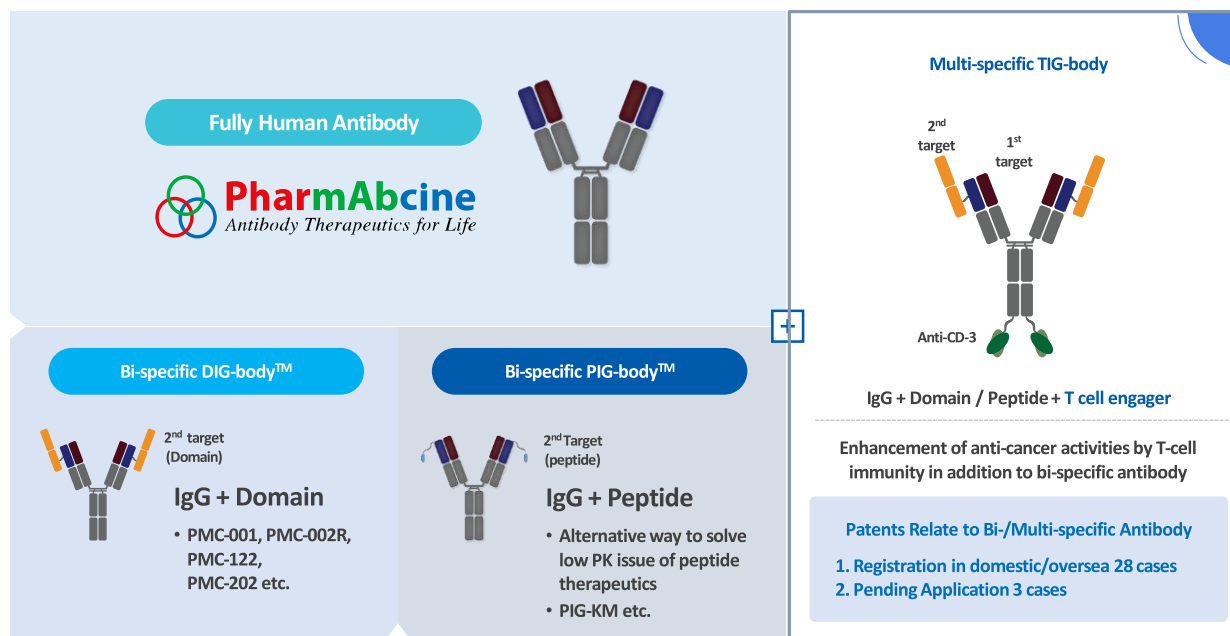 Fully Human Antibody
PharmAbcine
Antibody Therapeutics for Life
Bi-specific DIG-body™
2nd target
(Domain)
IgG + Domain
• PMC-001, PMC-002R,
PMC-122,
PMC-202 etc.
Bi-specific PIG-body™
2nd Target
(peptide)
IgG + Peptide
• Alternative way to solve
low PK issue of peptide
therapeutics
• PIG-KM etc.
+
Multi-specific TIG-body
2nd
target
1st
target
Anti-CD-3
IgG + Domain / Peptide + T cell engager
Enhancement of anti-cancer activities by T-cell
immunity in addition to bi-specific antibody
Patents Relate to Bi-/Multi-specific Antibody
1. Registration in domestic/oversea 28 cases
2. Pending Application 3 cases